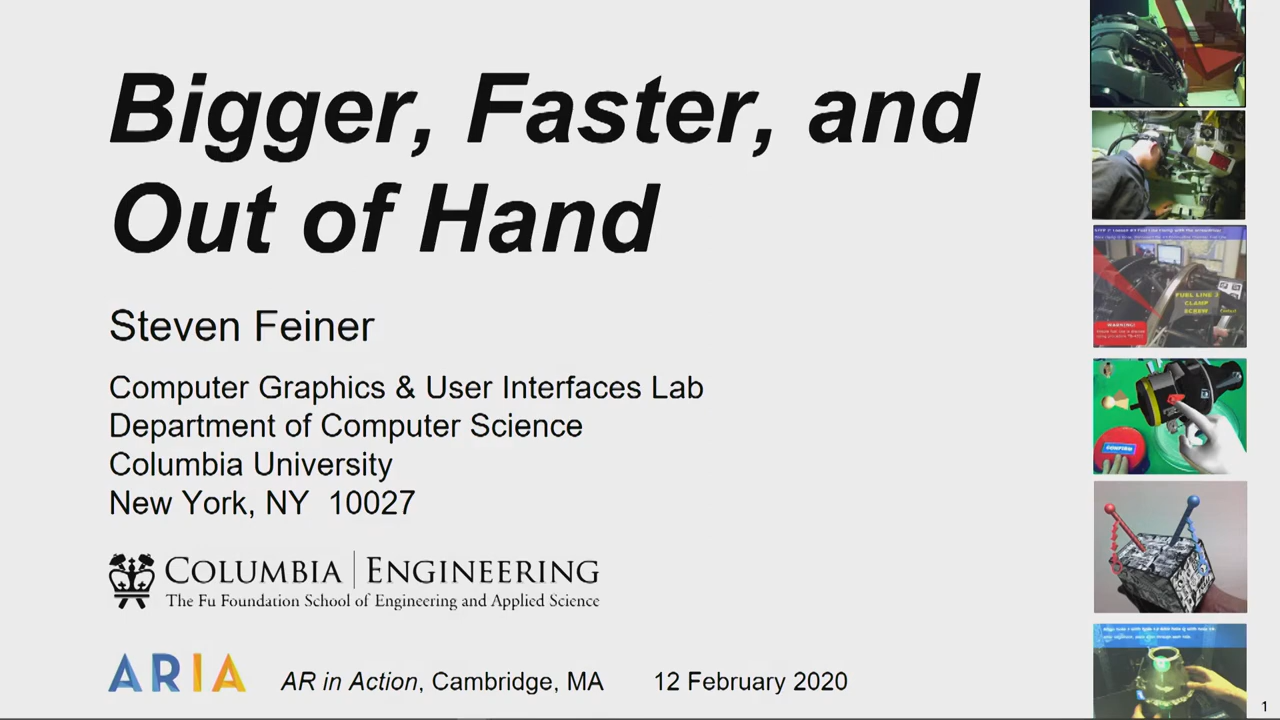 Bigger, Faster, and
Out of Hand
Steven Feiner
Computer Graphics & User Interfaces Lab
Department of Computer Science
Columbia University
New York, NY 10027
COLUMBIA | ENGINEERING
The Fu Foundation School of Engineering and Applied Science
ARIA
AR in Action, Cambridge, MA 12 February 2020
FUEL LINE 3
CLAMP
SCREW
WARNING!
CONFIRM
1